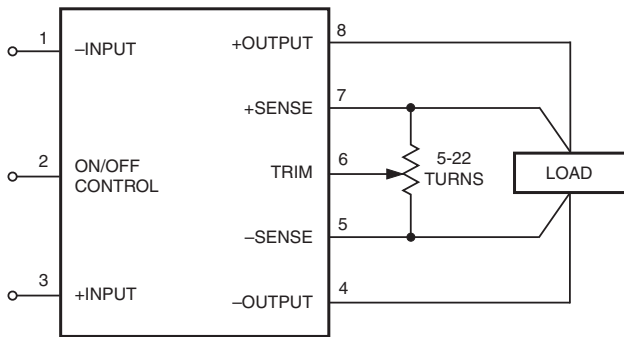 1
–INPUT
2
ON/OFF
CONTROL
3
+INPUT
+OUTPUT
8
+SENSE
7
TRIM
6
5-22
TURNS
–SENSE
5
–OUTPUT
4
LOAD